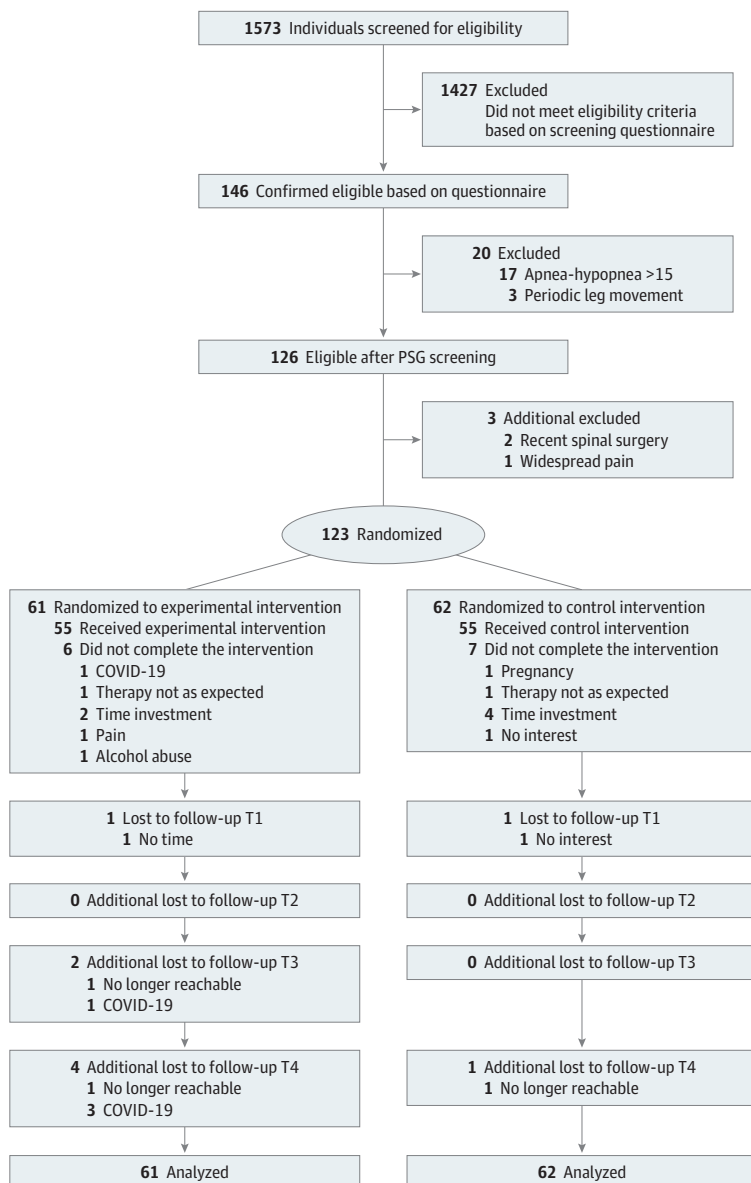 1573 Individuals screened for eligibility
1427 Excluded
Did not meet eligibility criteria
based on screening questionnaire
146 Confirmed eligible based on questionnaire
20 Excluded
17 Apnea-hypopnea >15
3 Periodic leg movement
126 Eligible after PSG screening
3 Additional excluded
2 Recent spinal surgery
1 Widespread pain
123 Randomized
61 Randomized to experimental intervention
55 Received experimental intervention
6 Did not complete the intervention
1 COVID-19
1 Therapy not as expected
2 Time investment
1 Pain
1 Alcohol abuse
62 Randomized to control intervention
55 Received control intervention
7 Did not complete the intervention
1 Pregnancy
1 Therapy not as expected
4 Time investment
1 No interest
1 Lost to follow-up T1
1 No time
1 Lost to follow-up T1
1 No interest
0 Additional lost to follow-up T2
0 Additional lost to follow-up T2
2 Additional lost to follow-up T3
1 No longer reachable
1 COVID-19
0 Additional lost to follow-up T3
4 Additional lost to follow-up T4
1 No longer reachable
3 COVID-19
1 Additional lost to follow-up T4
1 No longer reachable
61 Analyzed
62 Analyzed